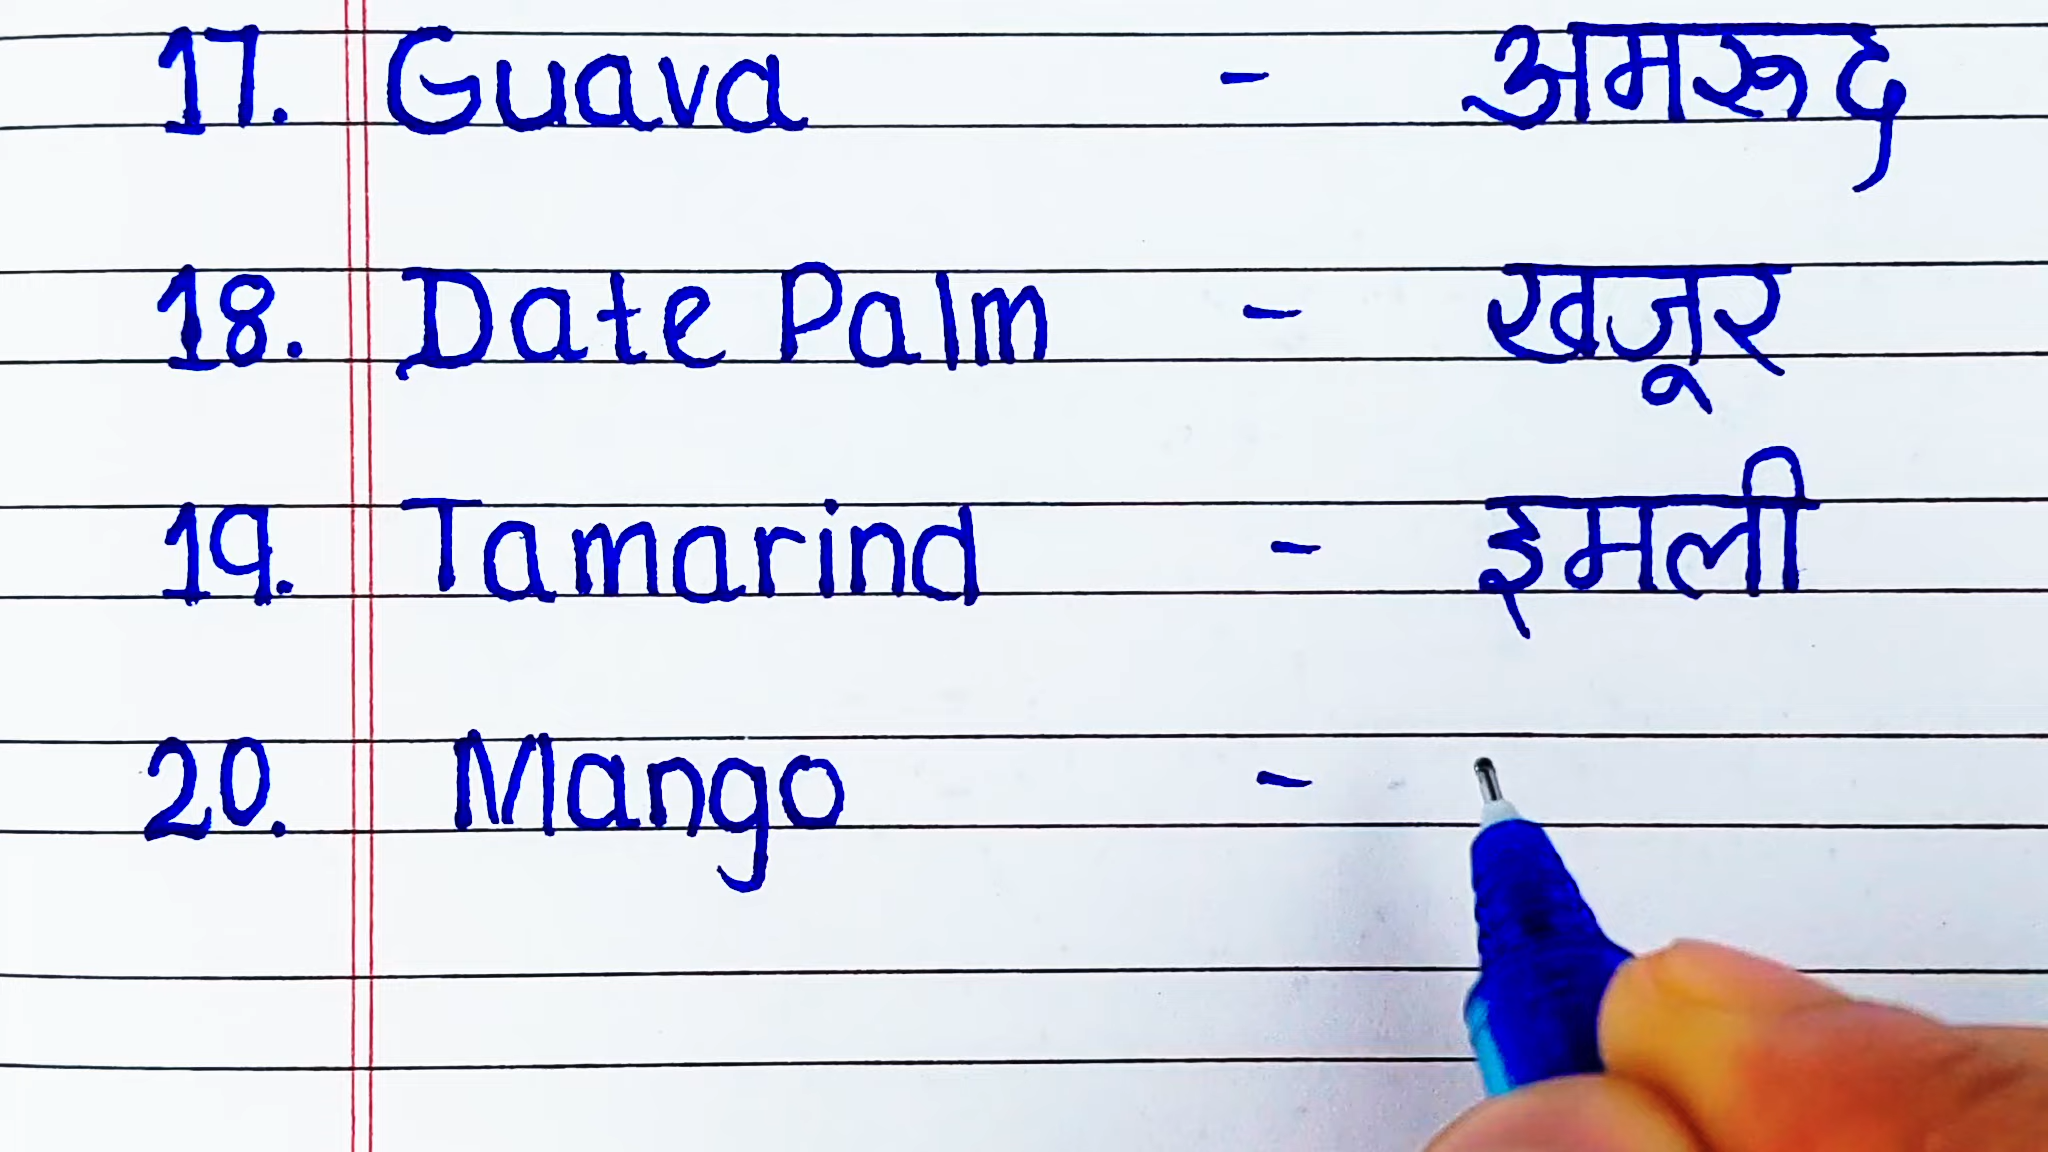 17. Guava - अमरूद
18. Date Palm - खजूर
19. Tamarind - इमली
20. Mango -